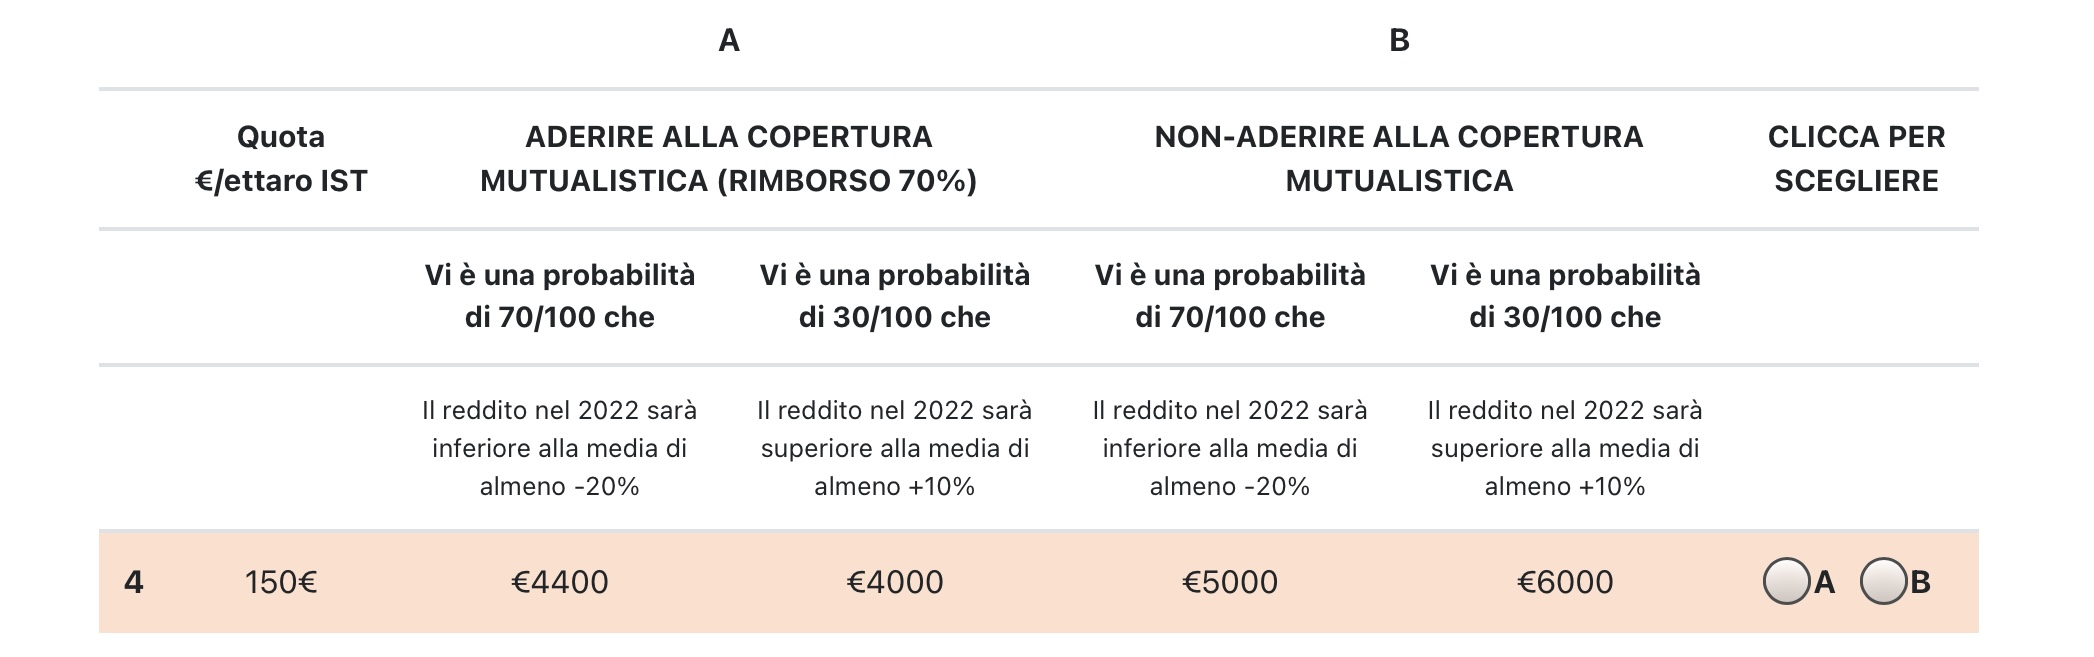 A B
Quota ADERIRE ALLA COPERTURA NON-ADERIRE ALLA COPERTURA CLICCA PER
€/ettaro IST MUTUALISTICA (RIMBORSO 70%) MUTUALISTICA SCEGLIERE
Vi è una probabilità Vi è una probabilità Vi è una probabilità Vi è una probabilità
di 70/100 che di 30/100 che di 70/100 che di 30/100 che
Il reddito nel 2022 sarà Il reddito nel 2022 sarà Il reddito nel 2022 sarà Il reddito nel 2022 sarà
inferiore alla media di superiore alla media di inferiore alla media di superiore alla media di
almeno -20% almeno +10% almeno -20% almeno +10%
4 150€ €4400 €4000 €5000 €6000 A B